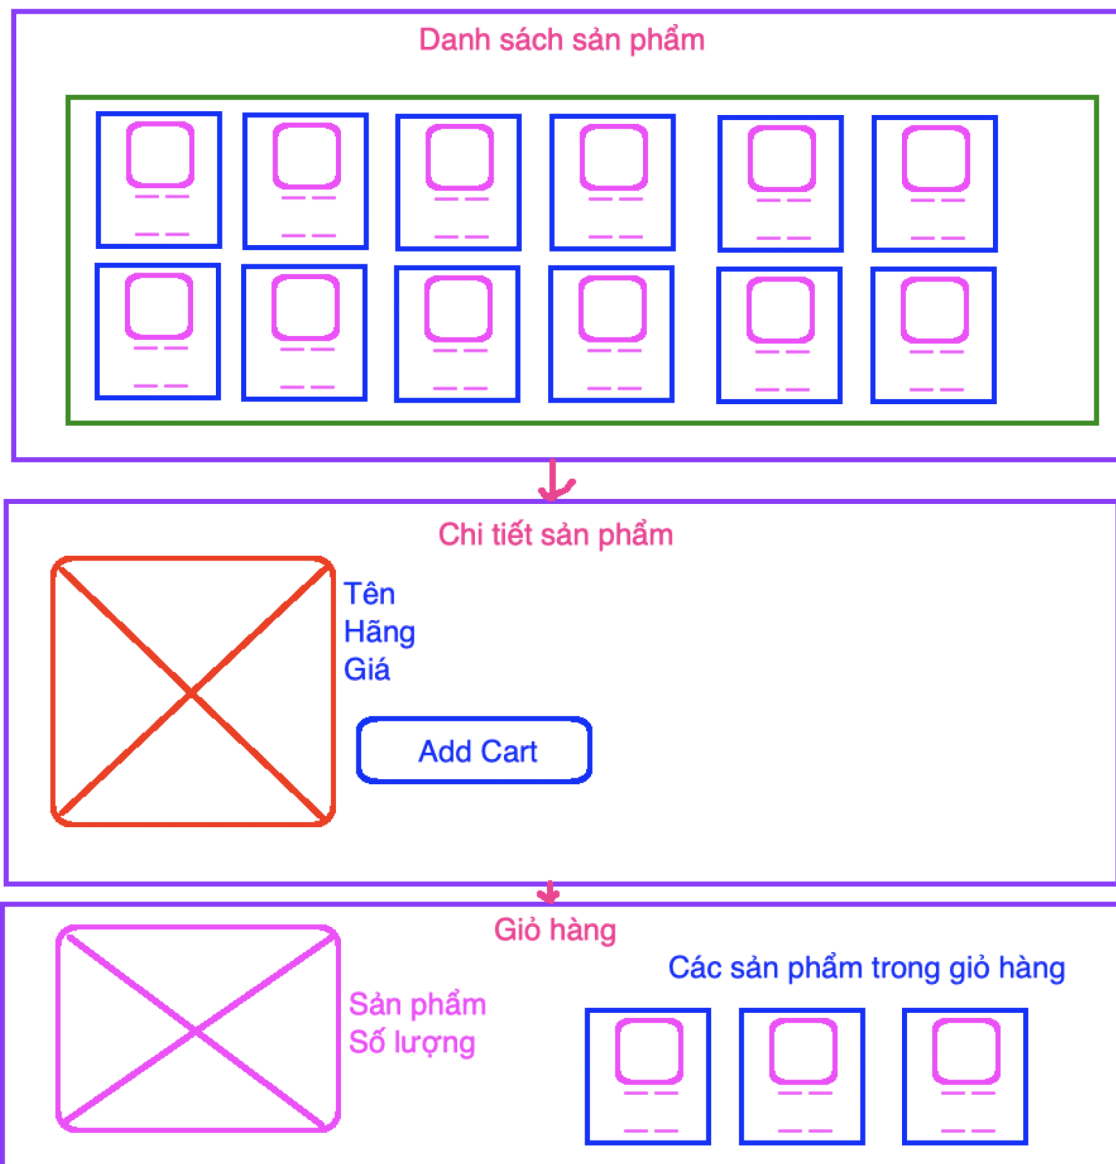 Danh sách sản phẩm
Chi tiết sản phẩm
Tên
Hãng
Giá
Add Cart
Giỏ hàng
Sản phẩm
Số lượng
Các sản phẩm trong giỏ hàng